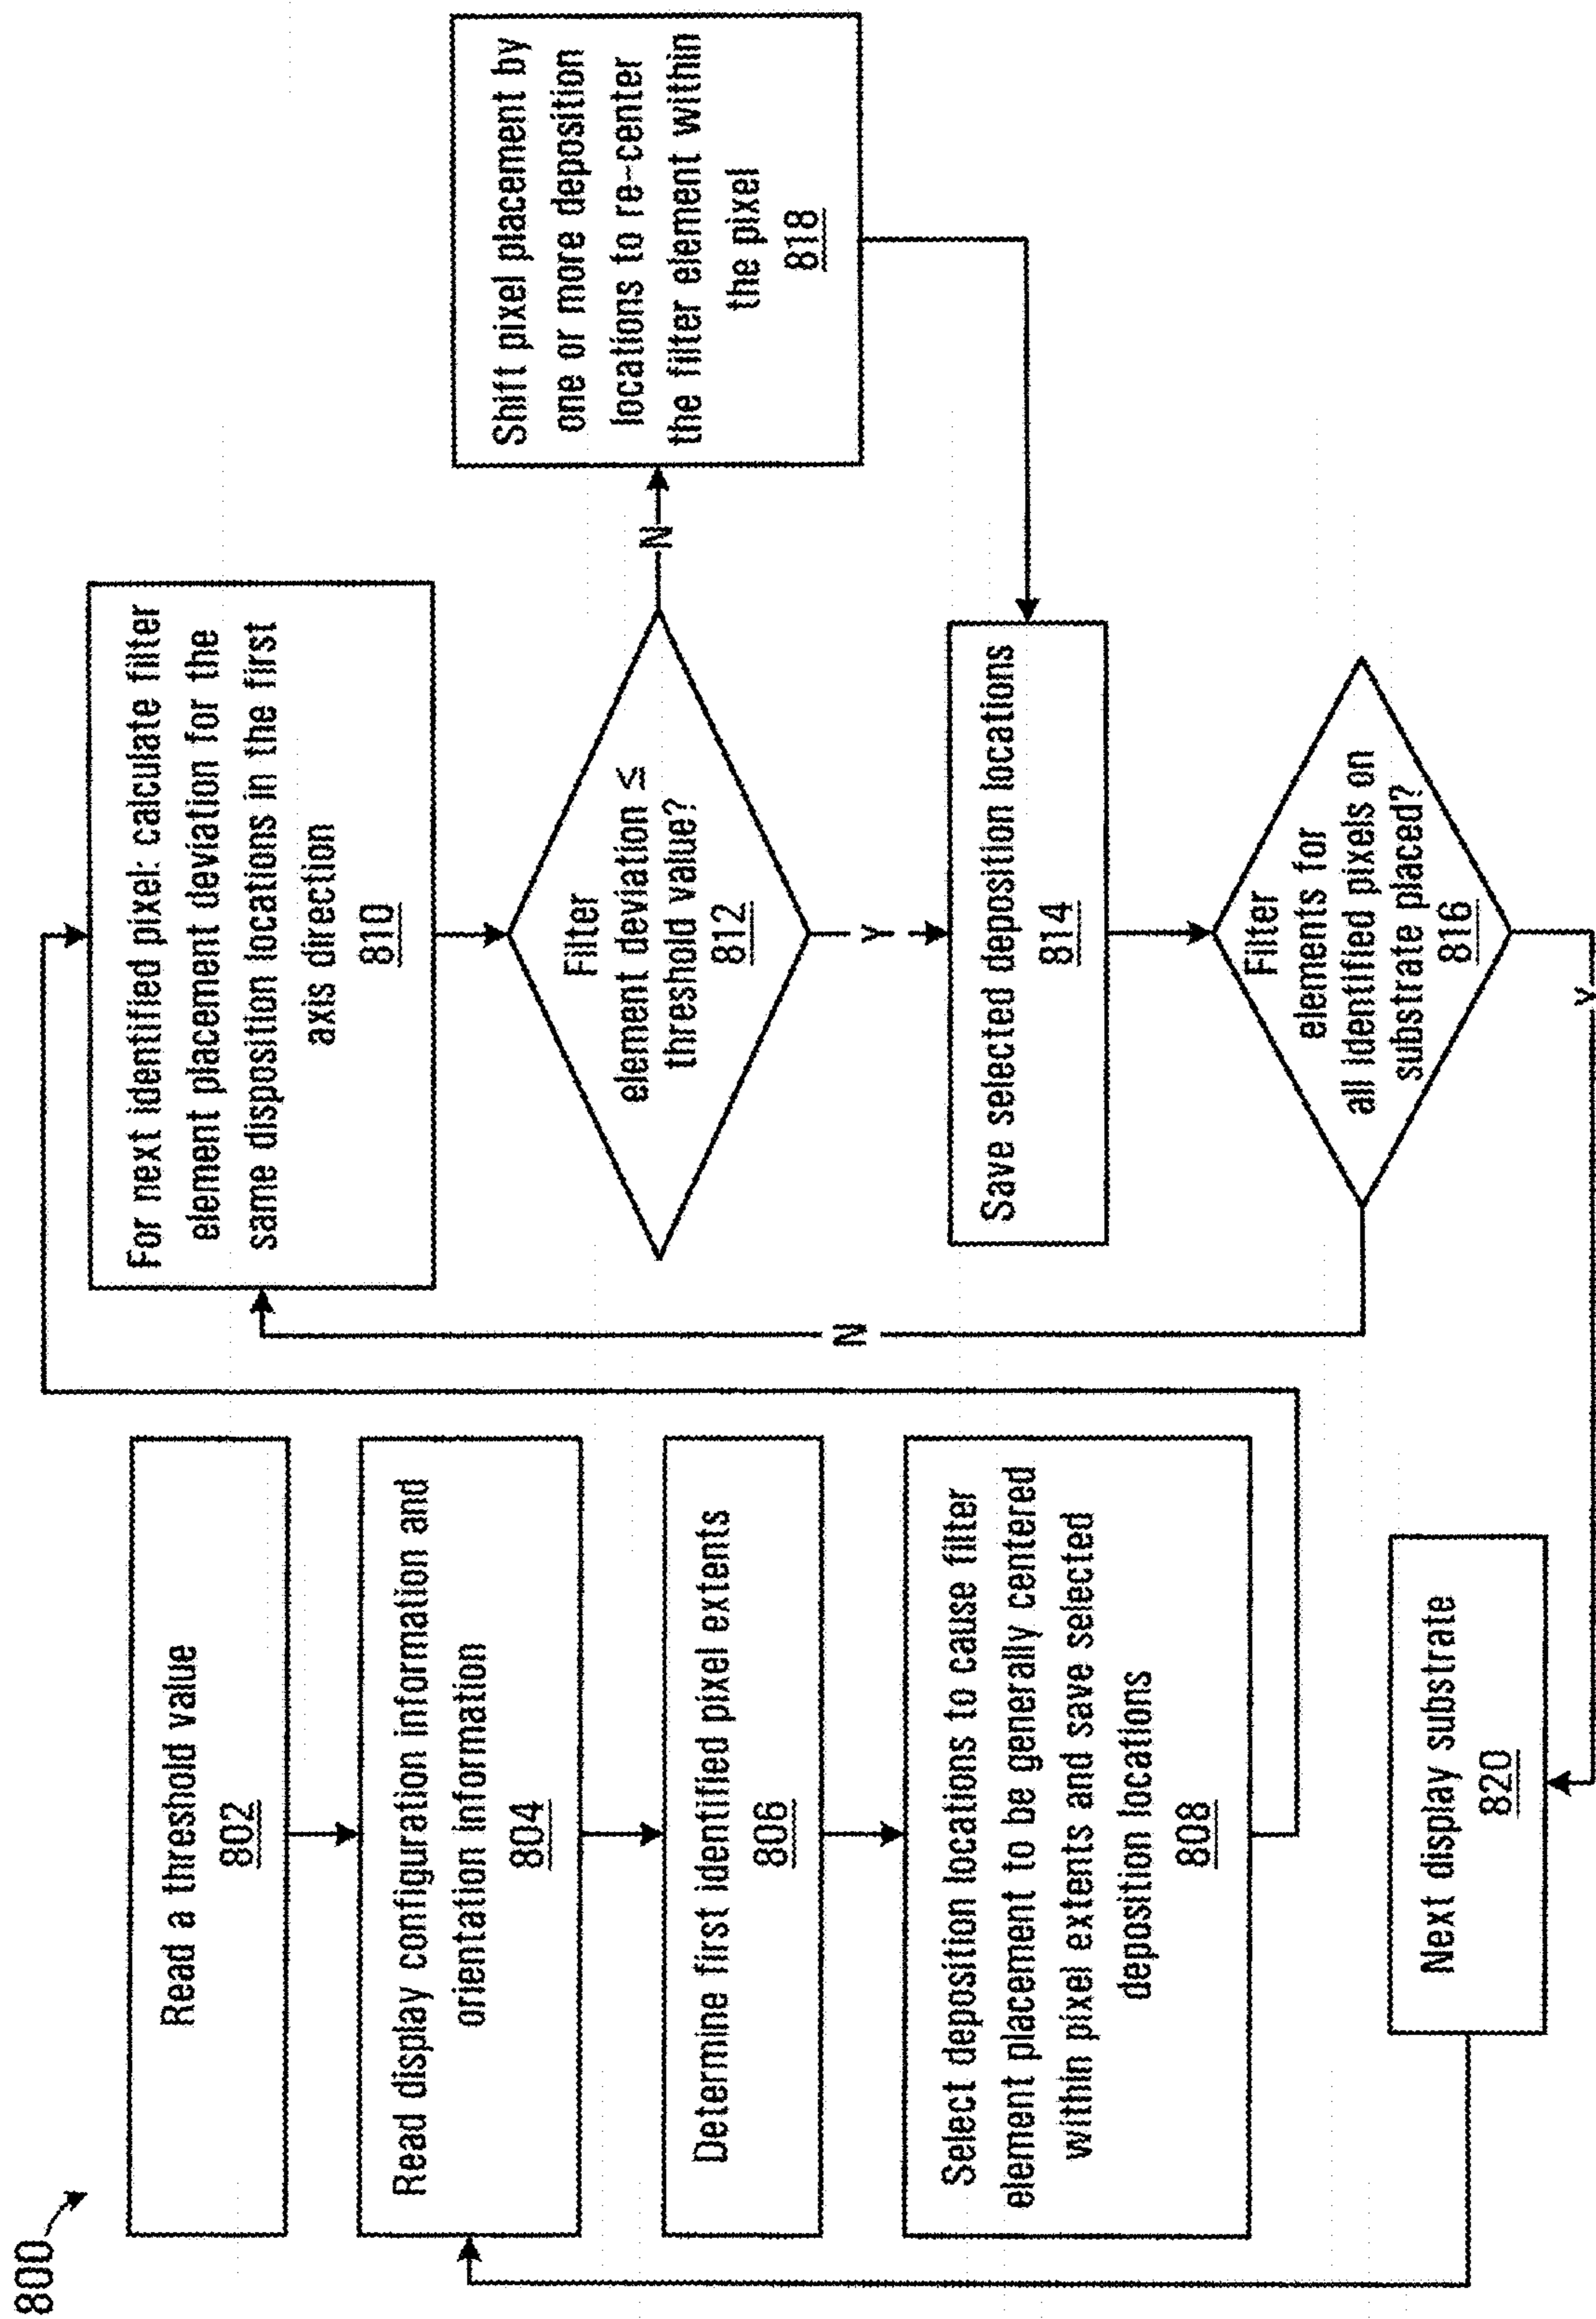 800
Read a threshold value
802
Read display configuration information and
orientation information
804
Determine first identified pixel extents
806
Select deposition locations to cause filter
element placement to be generally centered
within pixel extents and save selected
deposition locations
808
For next identified pixel: calculate filter
element placement deviation for the
same disposition locations in the first
axis direction
810
Filter
element deviation ≤
threshold value?
812
N
Shift pixel placement by
one or more deposition
locations to re-center
the filter element within
the pixel
818
Y
Save selected deposition locations
814
Filter
elements for
all identified pixels on
substrate placed?
816
N
Y
Next display substrate
820